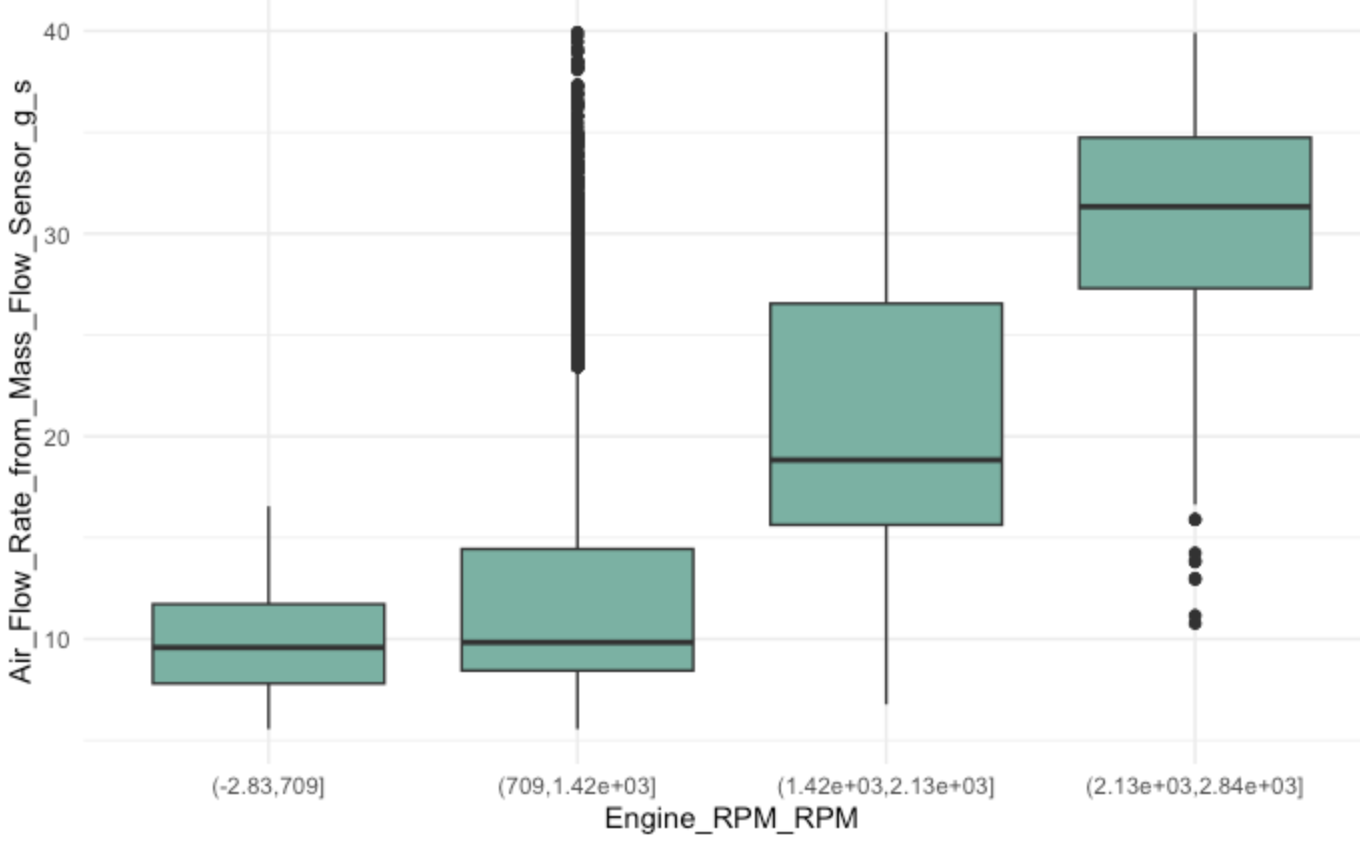 Air_Flow_Rate_from_Mass_Flow_Sensor_g_s
40
30
20
10
(-2.83,709]
(709,1.42e+03]
(1.42e+03,2.13e+03]
(2.13e+03,2.84e+03]
Engine_RPM_RPM